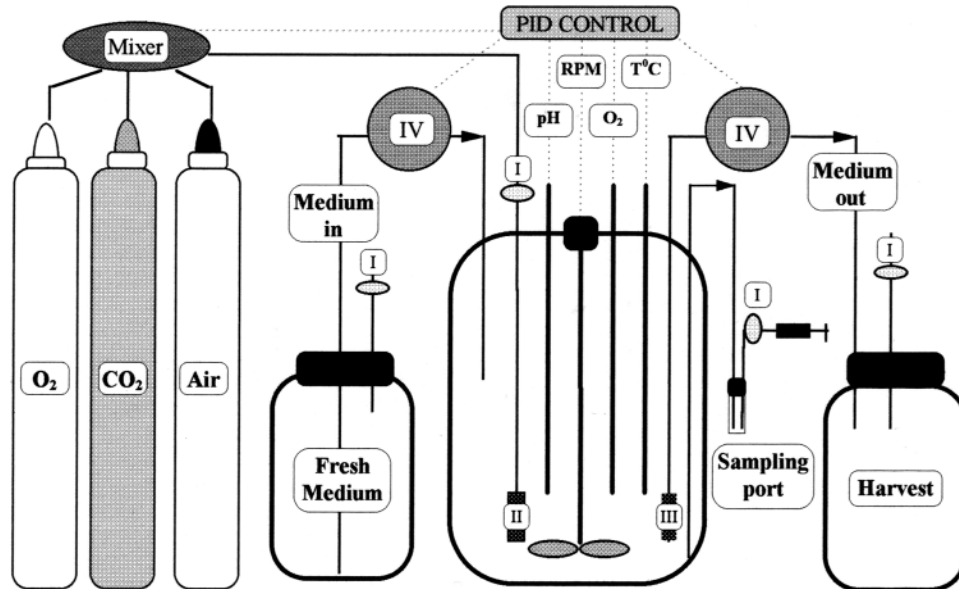 PID CONTROL
Mixer
RPM
T⁰C
pH
O₂
IV
IV
I
Medium
in
Medium
out
I
I
I
O₂
CO₂
Air
Fresh
Medium
Sampling
port
Harvest
II
III